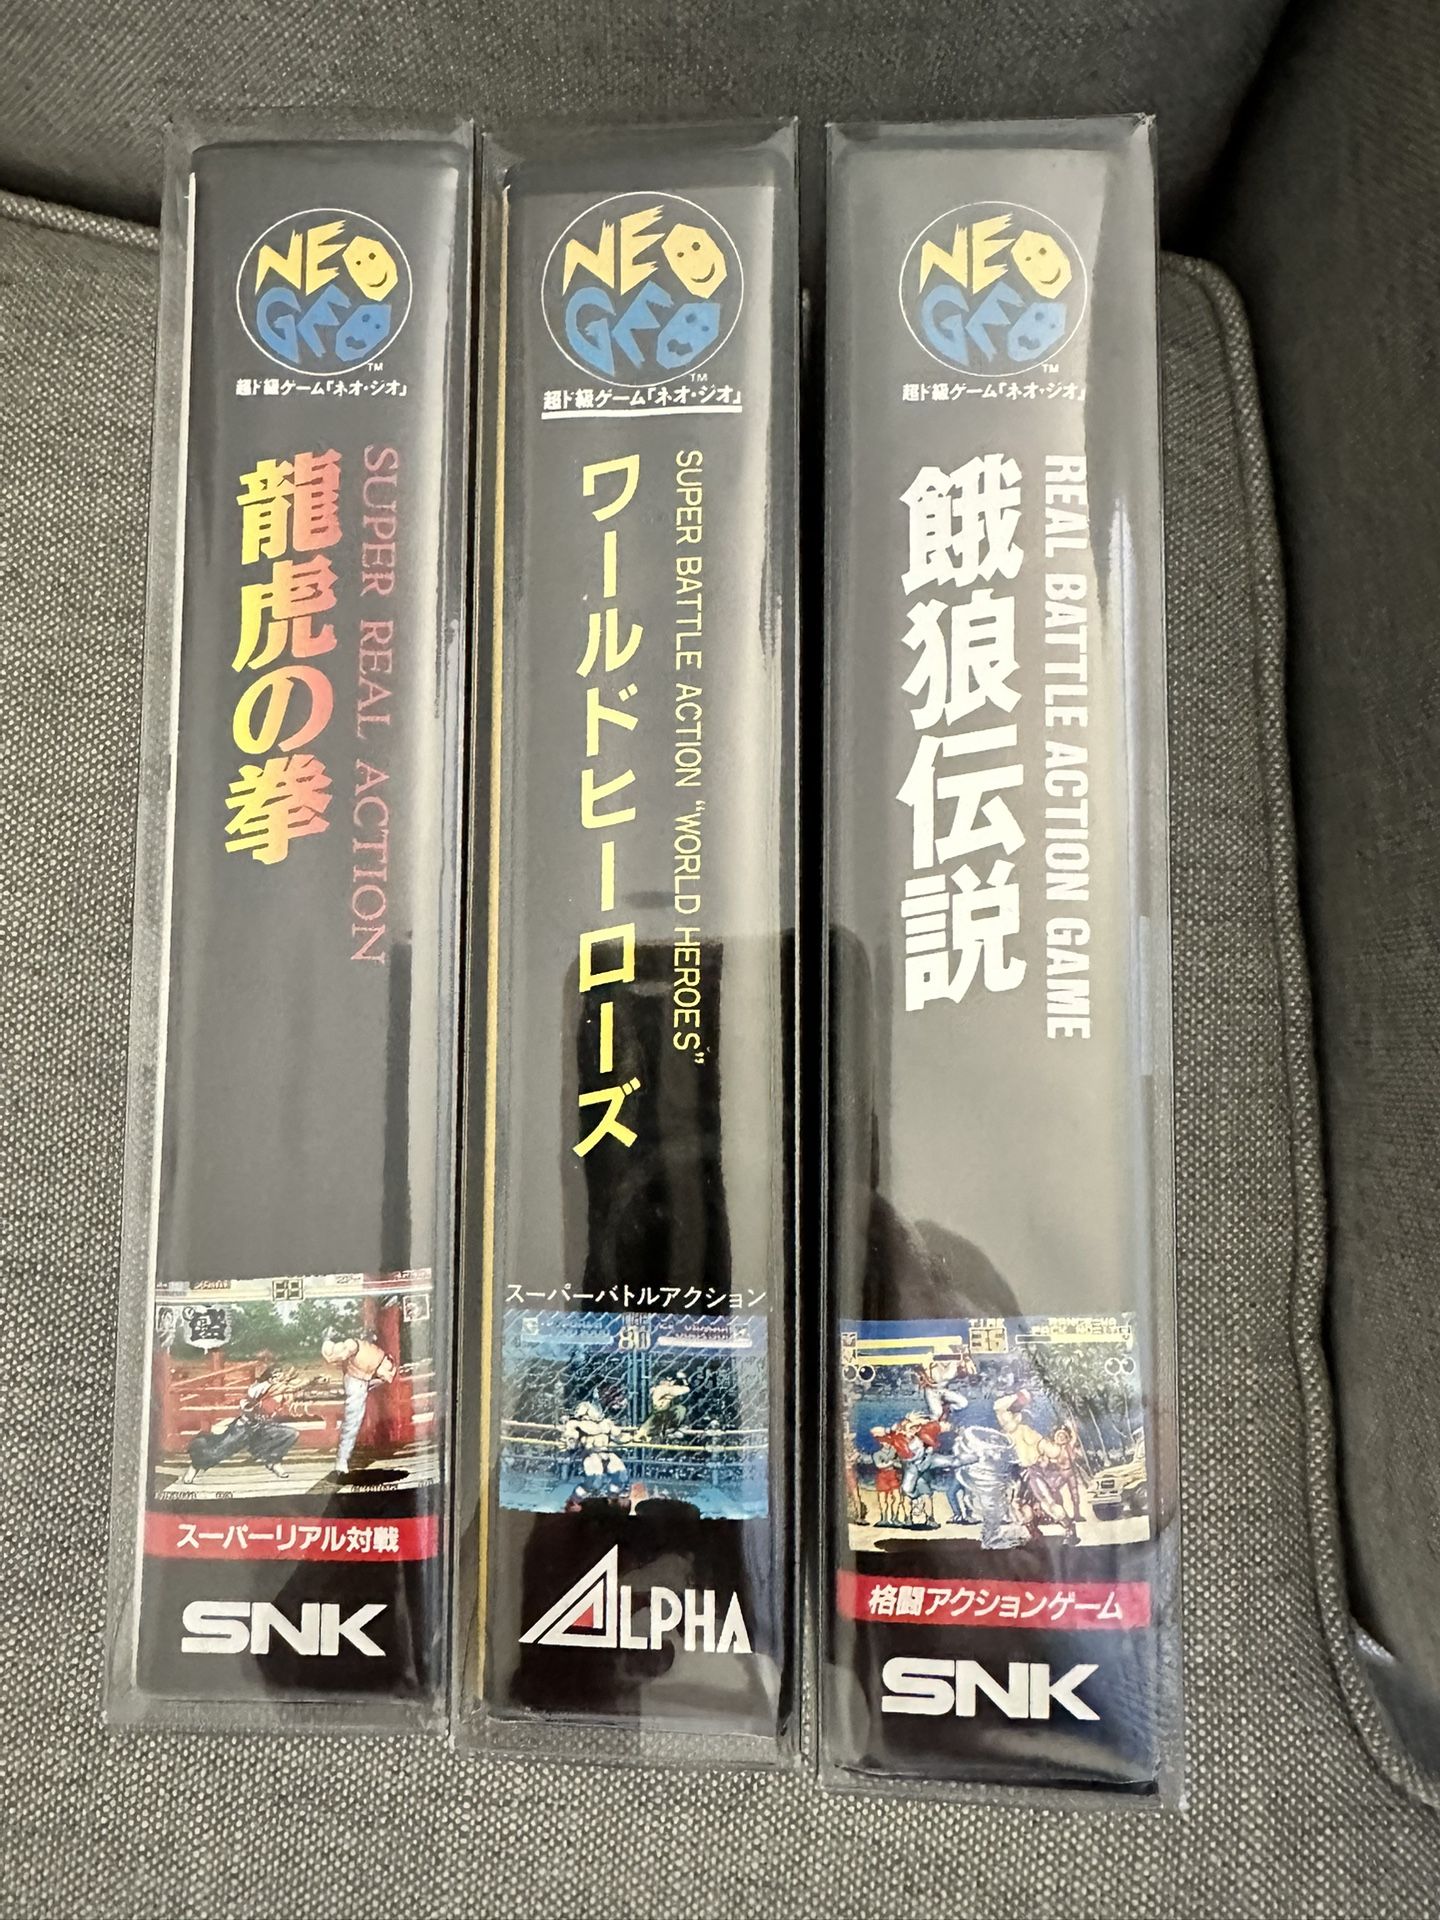 NEO
GEO
TM
超ド級ゲーム「ネオ・ジオ」
SUPER REAL ACTION
龍虎の拳
スーパーリアル対戦
SNK
NEO
GEO
TM
超ド級ゲーム「ネオ・ジオ」
SUPER BATTLE ACTION "WORLD HEROES"
ワールドヒーローズ
スーパーバトルアクション
80
ALPHA
NEO
GEO
TM
超ド級ゲーム「ネオ・ジオ」
REAL BATTLE ACTION GAME
餓狼伝説
TIME
格闘アクションゲーム
SNK